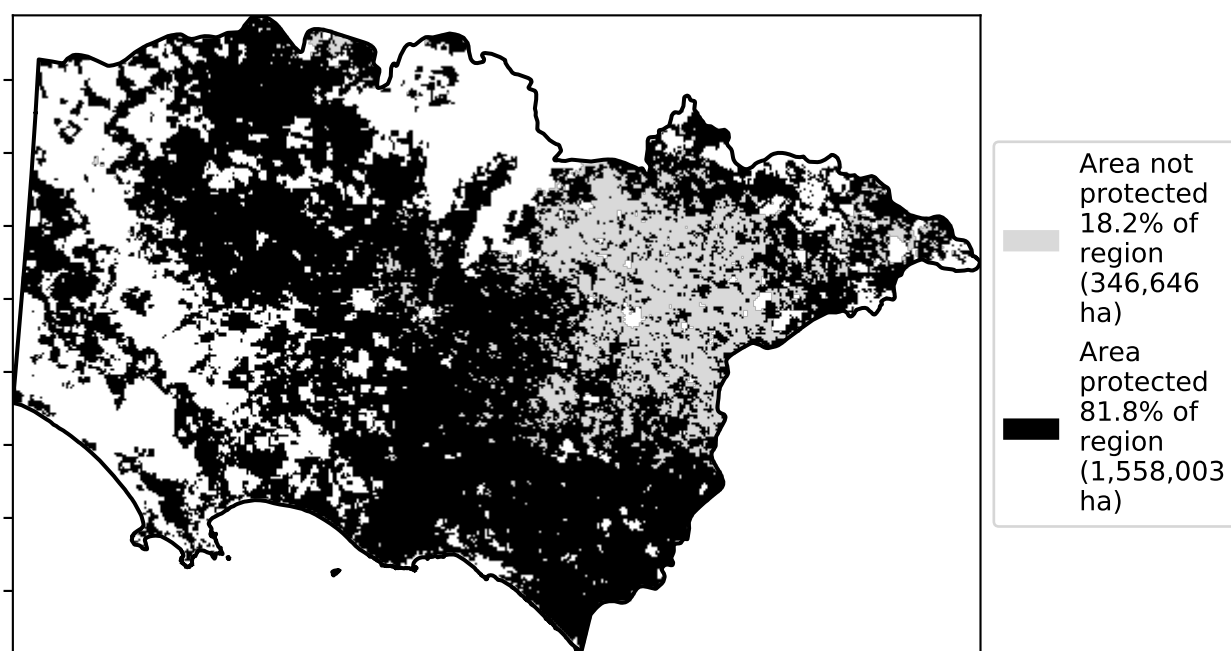 Area not
protected
18.2% of
region
(346,646
ha)
Area
protected
81.8% of
region
(1,558,003
ha)